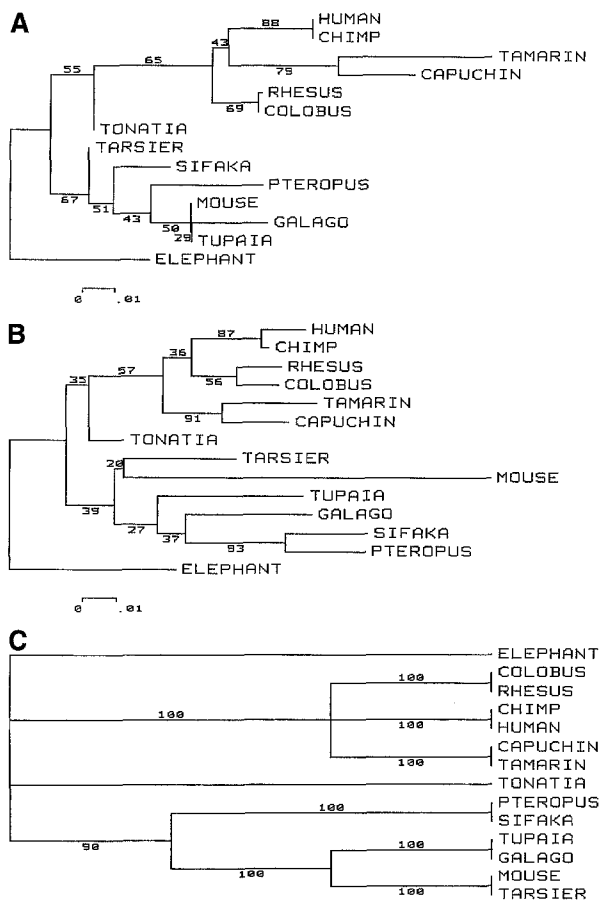 A
88
HUMAN
CHIMP
43
TAMARIN
55
65
79
CAPUCHIN
RHESUS
69
COLOBUS
TONATIA
TARSIER
SIFAKA
PTEROPUS
67
51
MOUSE
43
50
GALAGO
29
TUPAIA
ELEPHANT
0 .01
B
87
HUMAN
36
CHIMP
RHESUS
35
57
56
COLOBUS
TAMARIN
91
CAPUCHIN
TONATIA
20
TARSIER
MOUSE
TUPAIA
39
GALAGO
27
37
SIFAKA
93
PTEROPUS
ELEPHANT
0 .01
C
ELEPHANT
COLOBUS
100
RHESUS
CHIMP
100
100
HUMAN
CAPUCHIN
100
TAMARIN
TONATIA
PTEROPUS
100
SIFAKA
TUPAIA
90
100
GALAGO
100
MOUSE
100
TARSIER